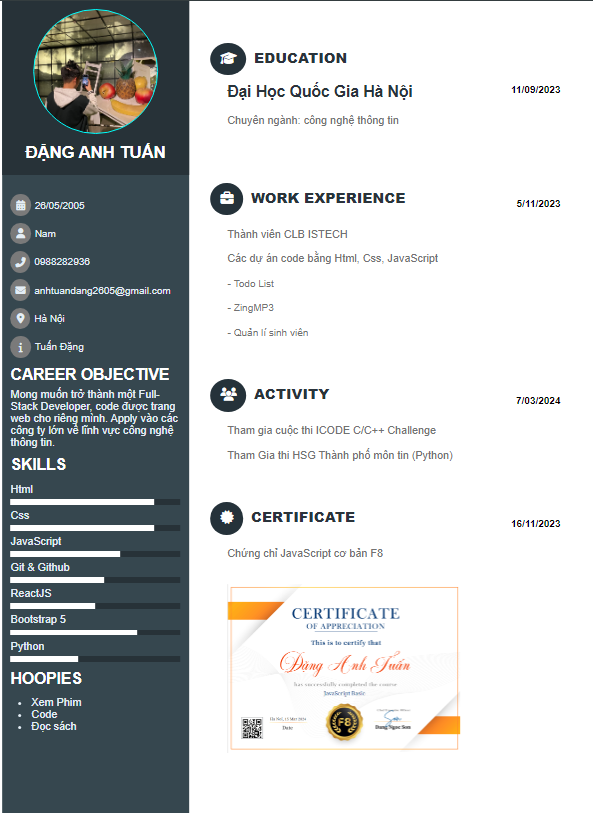 ĐẶNG ANH TUẤN
26/05/2005
Nam
0988282936
anhtuandang2605@gmail.com
Hà Nội
Tuấn Đặng
CAREER OBJECTIVE
Mong muốn trở thành một Full-
Stack Developer, code được trang
web cho riêng mình. Apply vào các
công ty lớn về lĩnh vực công nghệ
thông tin.
SKILLS
Html
Css
JavaScript
Git & Github
ReactJS
Bootstrap 5
Python
HOOPIES
Xem Phim
Code
Đọc sách
EDUCATION
Đại Học Quốc Gia Hà Nội
11/09/2023
Chuyên ngành: công nghệ thông tin
WORK EXPERIENCE
5/11/2023
Thành viên CLB ISTECH
Các dự án code bằng Html, Css, JavaScript
- Todo List
- ZingMP3
- Quản lí sinh viên
ACTIVITY
7/03/2024
Tham gia cuộc thi ICODE C/C++ Challenge
Tham Gia thi HSG Thành phố môn tin (Python)
CERTIFICATE
16/11/2023
Chứng chỉ JavaScript cơ bản F8
CERTIFICATE
OF APPRECIATION
This is to certify that
Đặng Anh Tuấn
has successfully completed the course
JavaScript Basic
Date
F8
Dang Ngoc Son